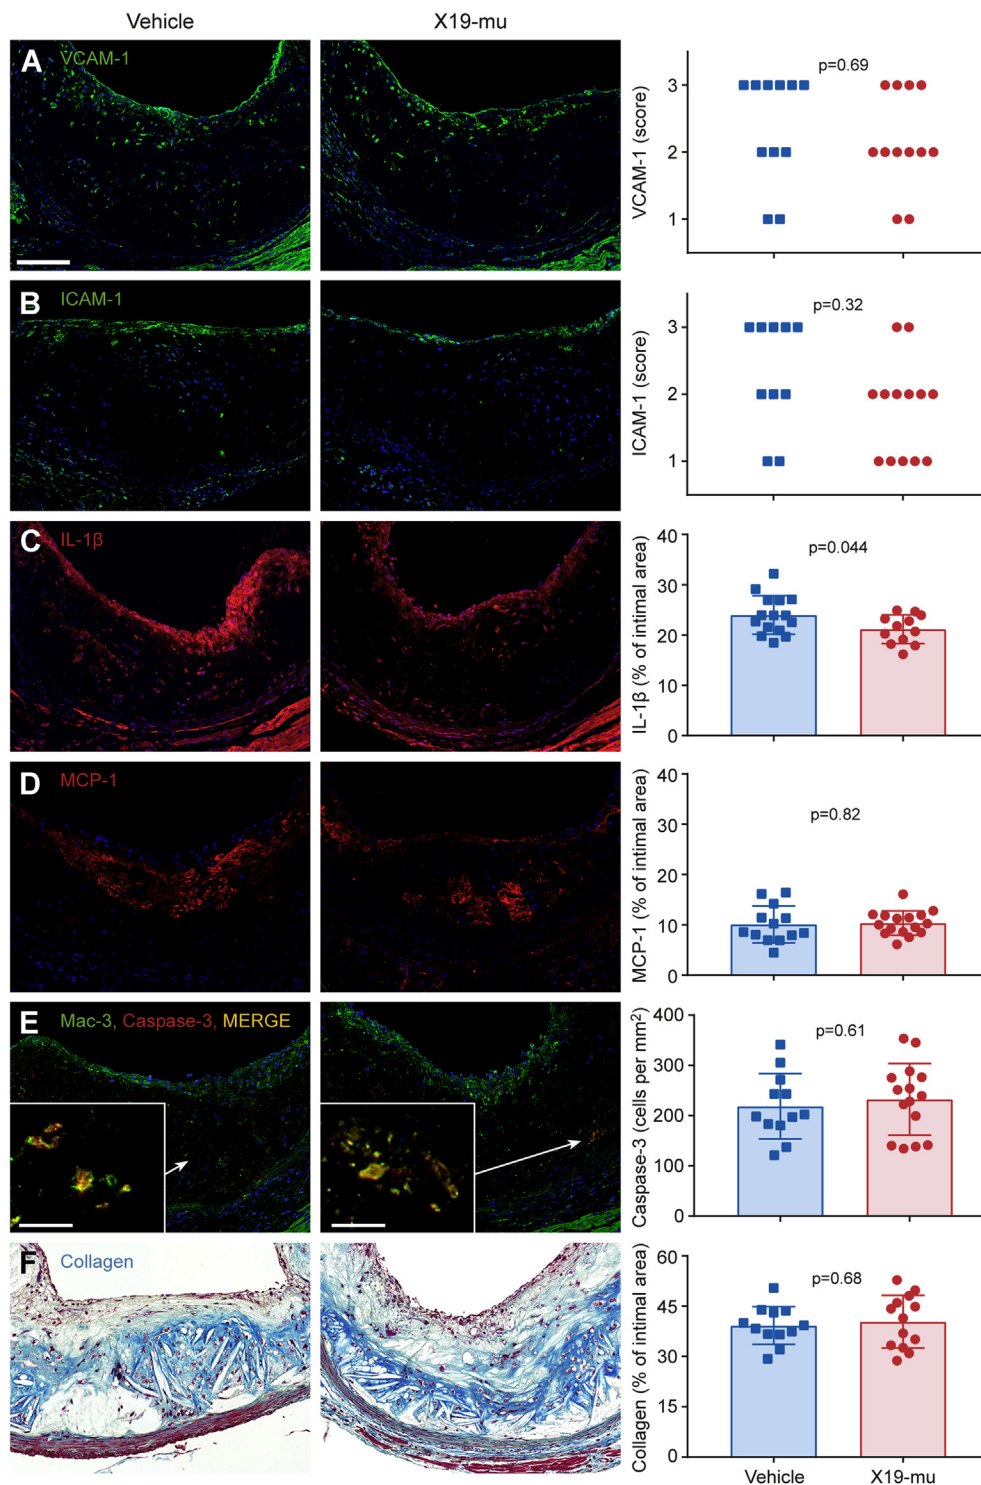 Vehicle X19-mu
A VCAM-1
p=0.69
VCAM-1 (score)
3
2
1
B ICAM-1
p=0.32
ICAM-1 (score)
3
2
1
C IL-1β
p=0.044
IL-1β (% of intimal area)
40
30
20
10
0
D MCP-1
p=0.82
MCP-1 (% of intimal area)
40
30
20
10
0
E Mac-3, Caspase-3, MERGE
p=0.61
Caspase-3 (cells per mm²)
400
300
200
100
0
F Collagen
p=0.68
Collagen (% of intimal area)
60
45
30
15
0
Vehicle X19-mu